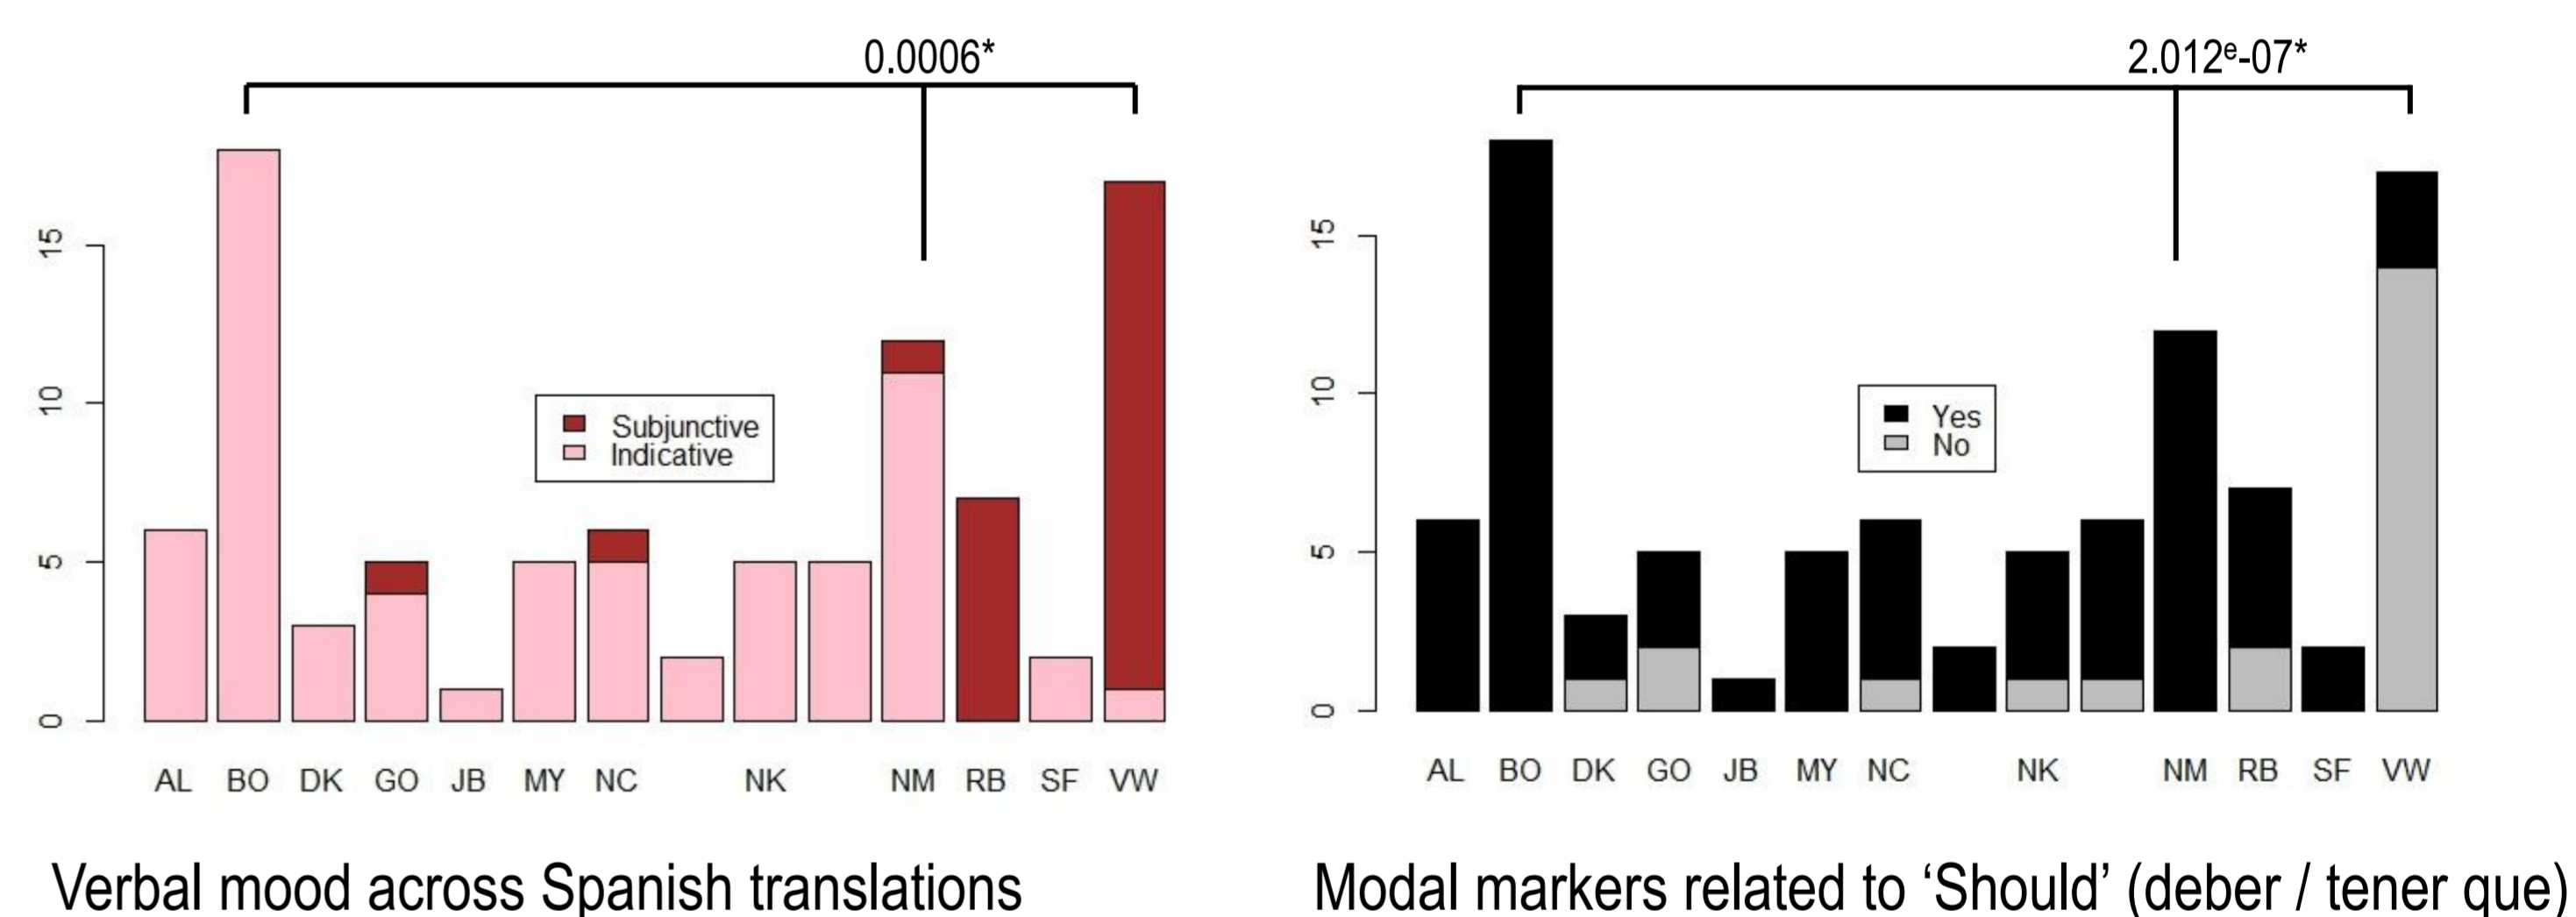 0.0006*
15
10
5
0
Subjunctive
Indicative
AL BO DK GO JB MY NC NK NM RB SF VW
Verbal mood across Spanish translations
2.012e-07*
15
10
5
0
Yes
No
AL BO DK GO JB MY NC NK NM RB SF VW
Modal markers related to ‘Should’ (deber / tener que)